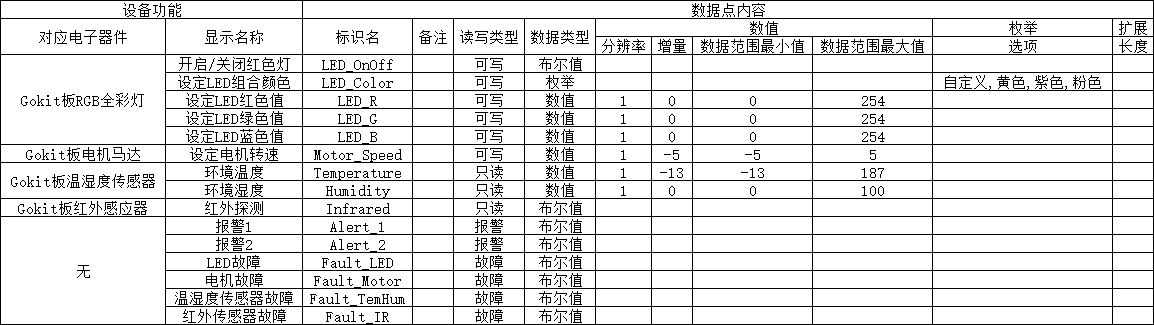 设备功能 数据点内容
对应电子器件 显示名称 标识名 备注 读写类型 数据类型 数值 枚举 扩展
分辨率 增量 数据范围最小值 数据范围最大值 选项 长度
Gokit板RGB全彩灯 开启/关闭红色灯 LED_OnOff 可写 布尔值
设定LED组合颜色 LED_Color 可写 枚举 自定义,黄色,紫色,粉色
设定LED红色值 LED_R 可写 数值 1 0 0 254
设定LED绿色值 LED_G 可写 数值 1 0 0 254
设定LED蓝色值 LED_B 可写 数值 1 0 0 254
Gokit板电机马达 设定电机转速 Motor_Speed 可写 数值 1 -5 -5 5
Gokit板温湿度传感器 环境温度 Temperature 只读 数值 1 -13 -13 187
环境湿度 Humidity 只读 数值 1 0 0 100
Gokit板红外感应器 红外探测 Infrared 只读 布尔值
无 报警1 Alert_1 报警 布尔值
报警2 Alert_2 报警 布尔值
LED故障 Fault_LED 故障 布尔值
电机故障 Fault_Motor 故障 布尔值
温湿度传感器故障 Fault_TemHum 故障 布尔值
红外传感器故障 Fault_IR 故障 布尔值